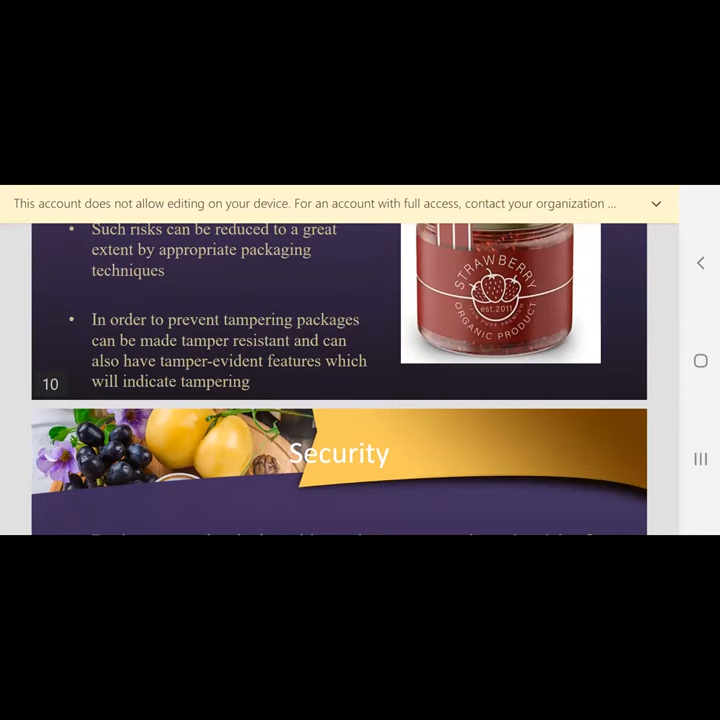 This account does not allow editing on your device. For an account with full access, contact your organization ...
• Such risks can be reduced to a great
extent by appropriate packaging
techniques
• In order to prevent tampering packages
can be made tamper resistant and can
also have tamper-evident features which
will indicate tampering
10
STRAWBERRY
est.2011
ORGANIC PRODUCT
Security